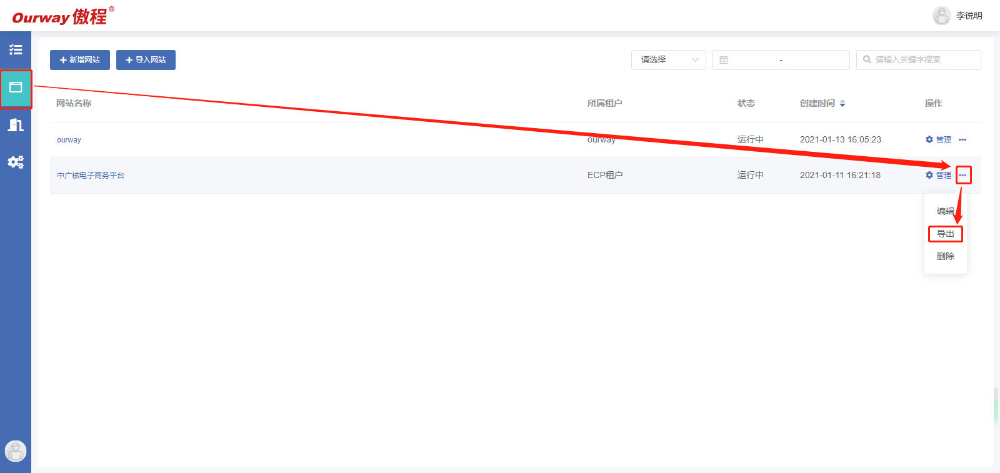 Ourway 傲程®
李锐明
新增网站
导入网站
请选择
-
请输入关键字搜索
网站名称 所属租户 状态 创建时间 操作
ourway ourway 运行中 2021-01-13 16:05:23 管理
中广核电子商务平台 ECP租户 运行中 2021-01-11 16:21:18 管理
编辑
导出
删除